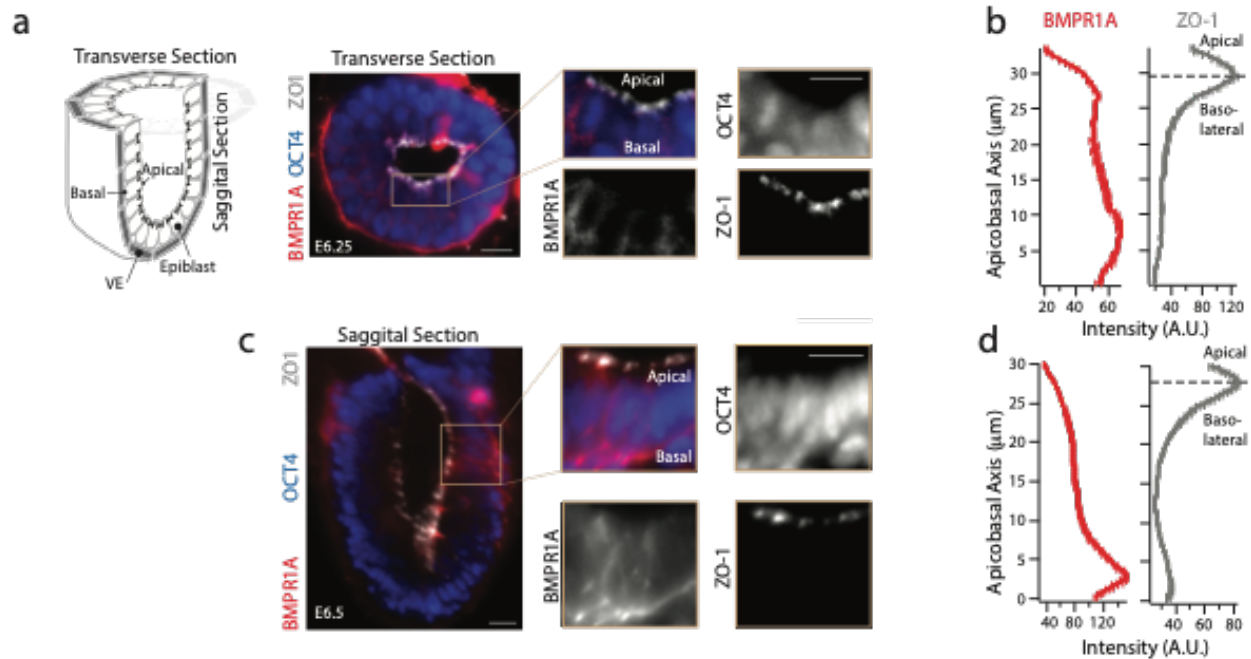 a
Transverse Section
Apical
Basal
Saggital Section
Epiblast
VE
Transverse Section
BMPR1A OCT4 ZO1
E6.25
Apical
Basal
OCT4
BMPR1A
ZO-1
b
BMPR1A
ZO-1
Apicobasal Axis (μm)
30
25
20
15
10
5
20 40 60
Apical
Baso-
lateral
40 80 120
Intensity (A.U.)
c
Saggital Section
BMPR1A OCT4 ZO1
E6.5
Apical
Basal
OCT4
BMPR1A
ZO-1
d
Apicobasal Axis (μm)
30
25
20
15
10
5
0
40 80 120
Apical
Baso-
lateral
40 60 80
Intensity (A.U.)